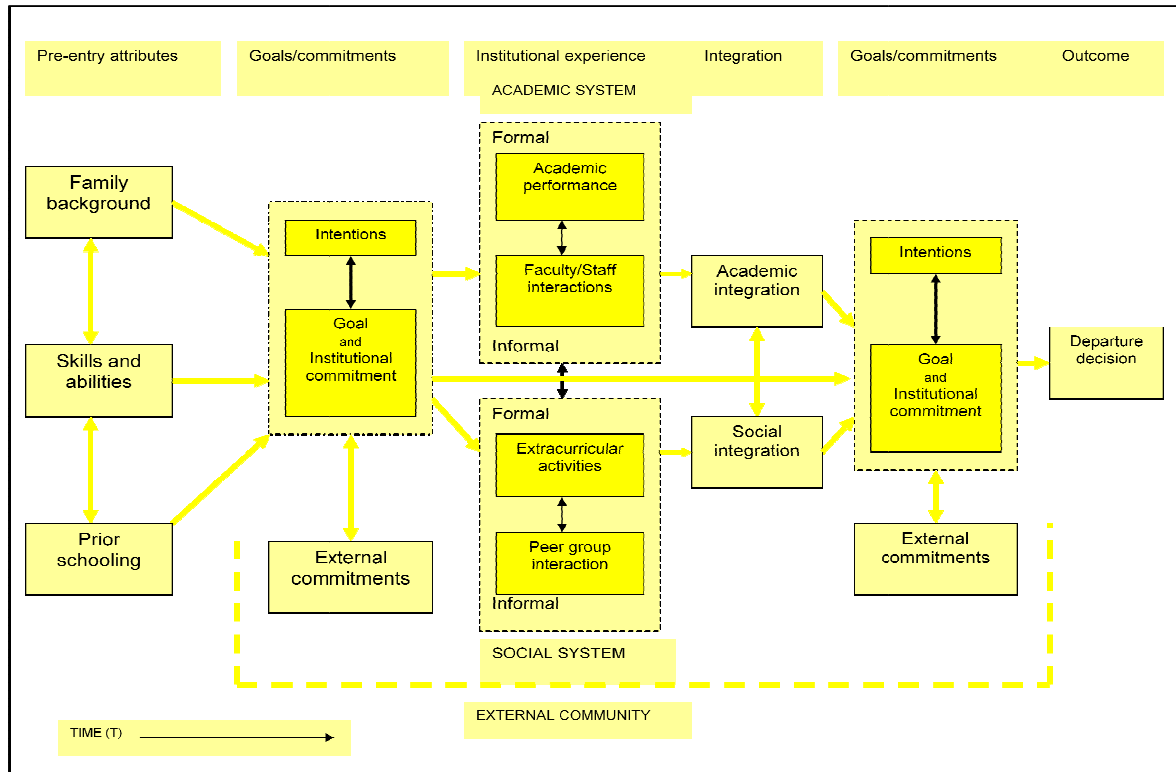 Pre-entry attributes
Goals/commitments
Institutional experience
Integration
Goals/commitments
Outcome
ACADEMIC SYSTEM
Family
background
Skills and
abilities
Prior
schooling
Intentions
Goal
and
Institutional
commitment
External
commitments
Formal
Academic
performance
Faculty/Staff
interactions
Informal
Formal
Extracurricular
activities
Peer group
interaction
Informal
SOCIAL SYSTEM
EXTERNAL COMMUNITY
Academic
integration
Social
integration
Intentions
Goal
and
Institutional
commitment
External
commitments
Departure
decision
TIME (T)